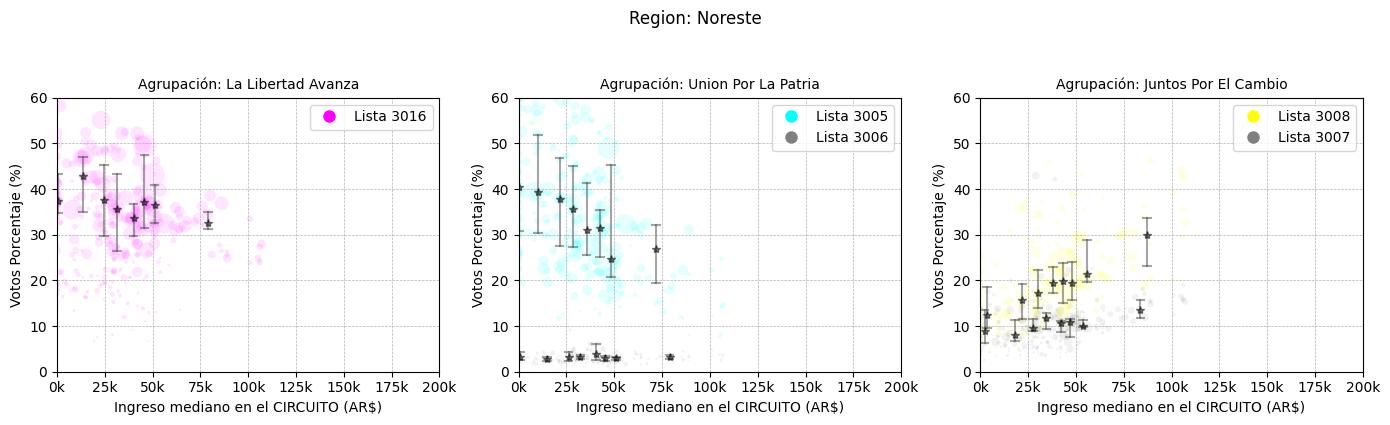 Region: Noreste
Agrupación: La Libertad Avanza
Lista 3016
60
50
40
30
20
10
0
Votos Porcentaje (%)
0k 25k 50k 75k 100k 125k 150k 175k 200k
Ingreso mediano en el CIRCUITO (AR$)
Agrupación: Union Por La Patria
Lista 3005
Lista 3006
60
50
40
30
20
10
0
Votos Porcentaje (%)
0k 25k 50k 75k 100k 125k 150k 175k 200k
Ingreso mediano en el CIRCUITO (AR$)
Agrupación: Juntos Por El Cambio
Lista 3008
Lista 3007
60
50
40
30
20
10
0
Votos Porcentaje (%)
0k 25k 50k 75k 100k 125k 150k 175k 200k
Ingreso mediano en el CIRCUITO (AR$)